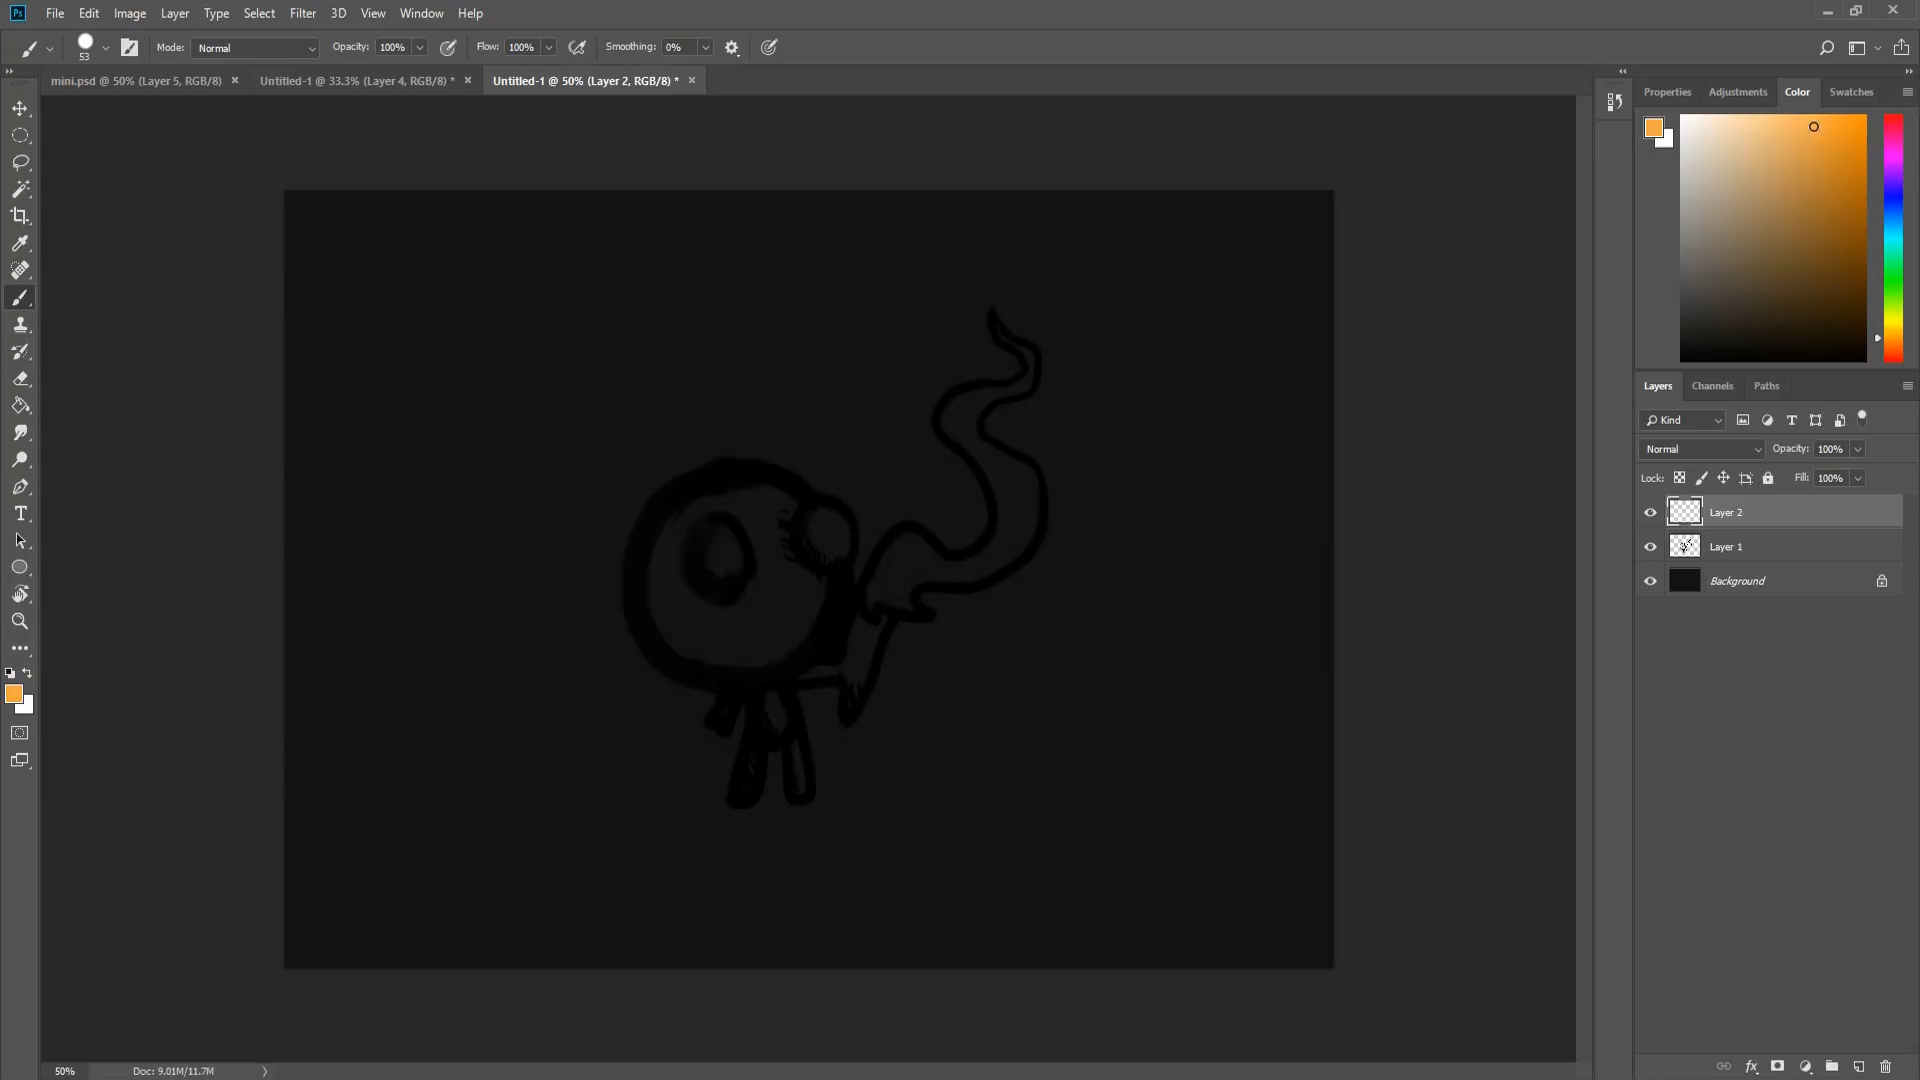 Ps File Edit Image Layer Type Select Filter 3D View Window Help
53 Mode: Normal Opacity: 100% Flow: 100% Smoothing: 0%
mini.psd @ 50% (Layer 5, RGB/8) × Untitled-1 @ 33.3% (Layer 4, RGB/8) * × Untitled-1 @ 50% (Layer 2, RGB/8) * ×
Properties Adjustments Color Swatches
Layers Channels Paths
Kind T
Normal Opacity: 100%
Lock: Fill: 100%
Layer 2
Layer 1
Background
T
fx
50% Doc: 9.01M/11.7M